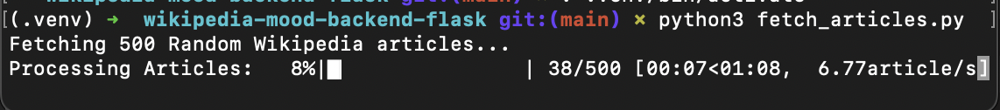 (.venv) → wikipedia-mood-backend-flask git:(main) ✗ python3 fetch_articles.py
Fetching 500 Random Wikipedia articles...
Processing Articles:   8%|█         | 38/500 [00:07<01:08,  6.77article/s]